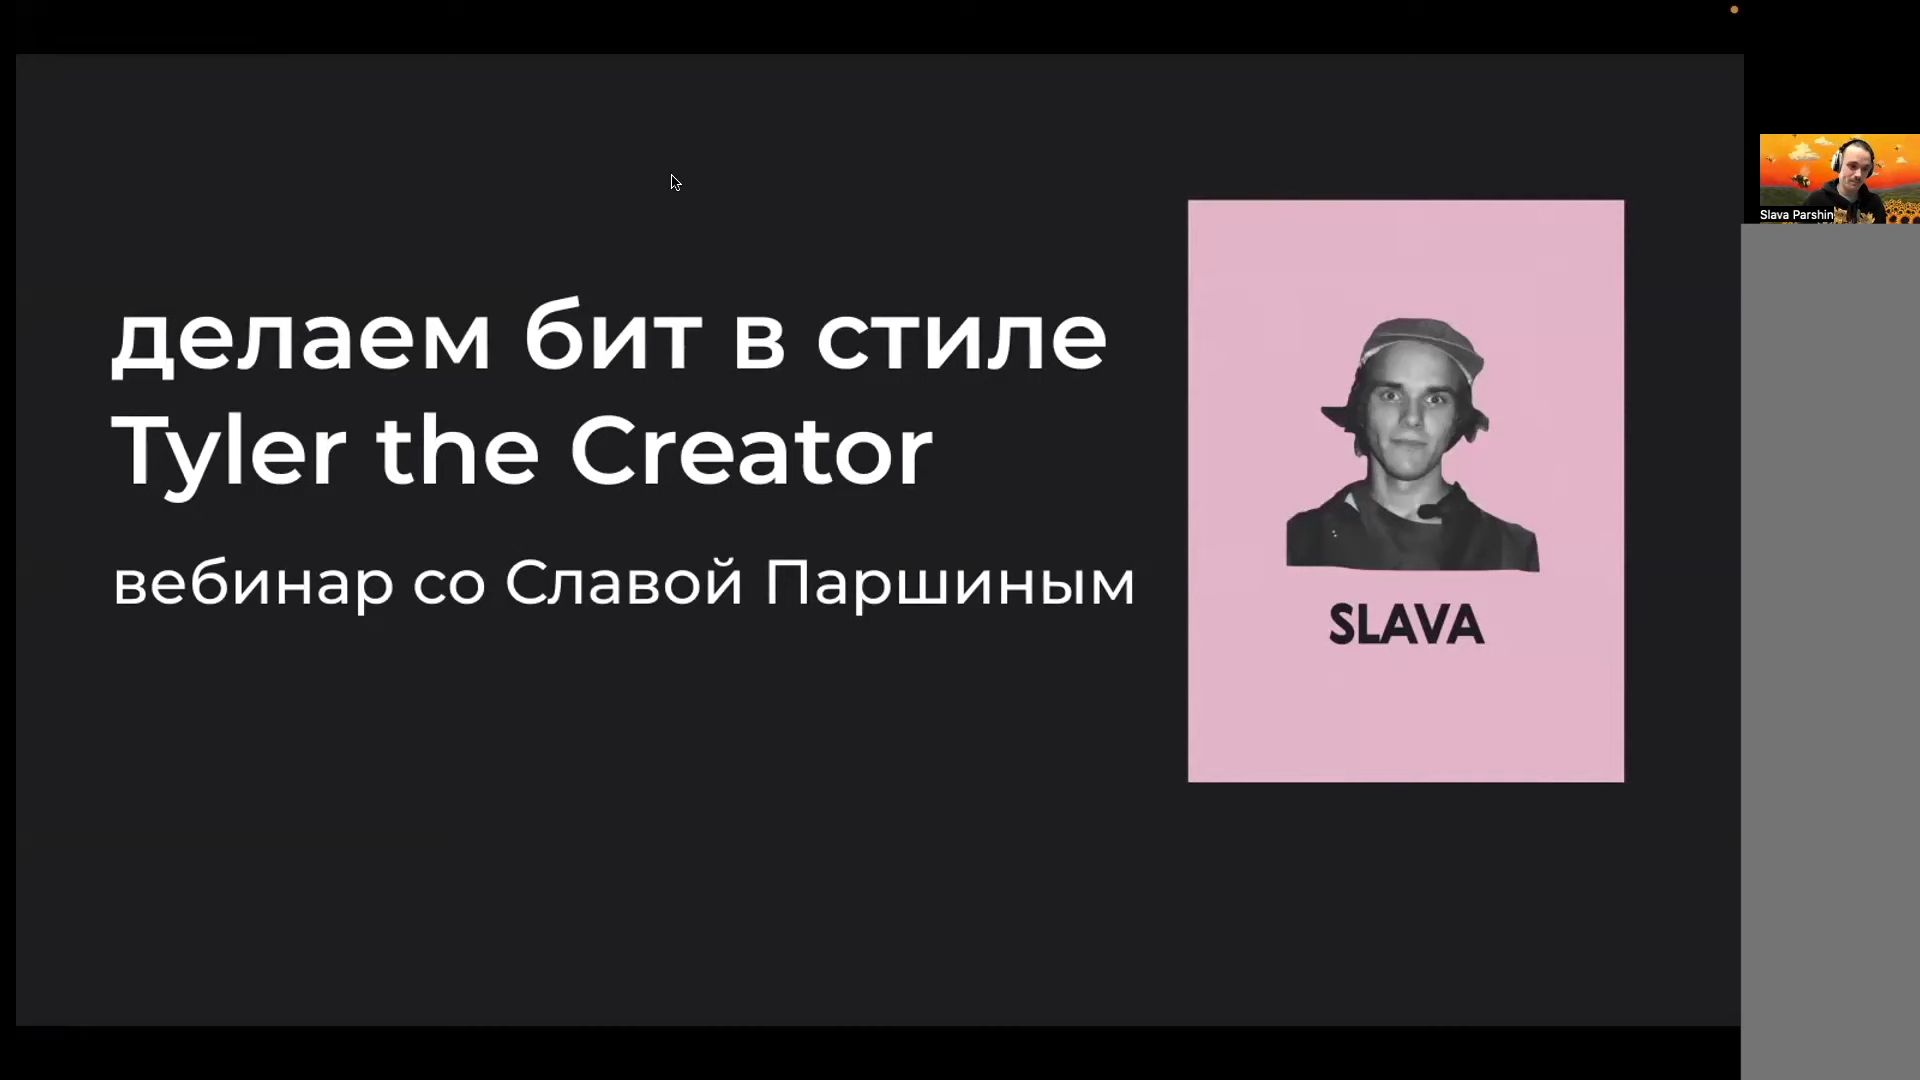 делаем бит в стиле
Tyler the Creator
вебинар со Славой Паршиным
SLAVA
Slava Parshin